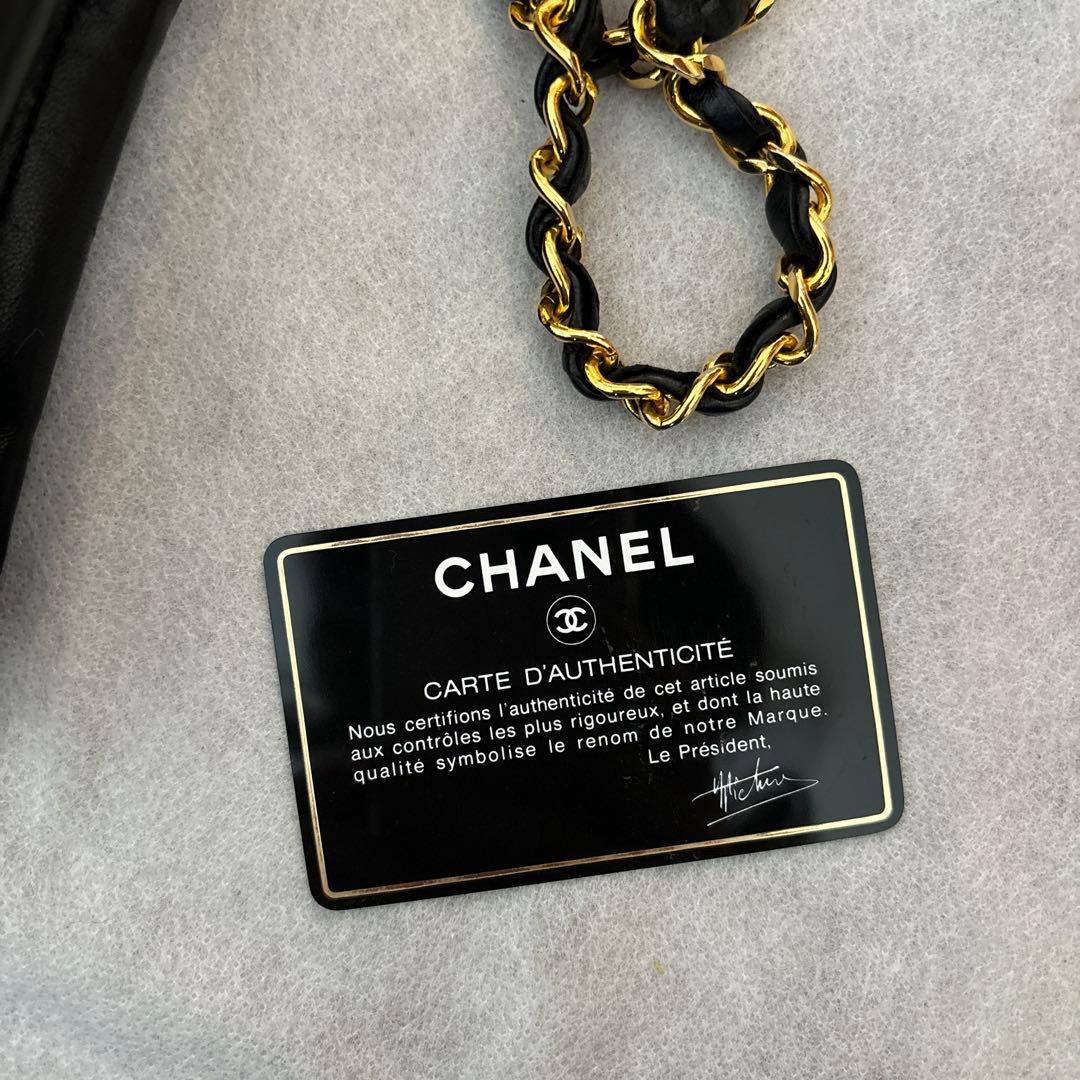 CHANEL
CARTE D'AUTHENTICITÉ
Nous certifions l'authenticité de cet article soumis
aux contrôles les plus rigoureux, et dont la haute
qualité symbolise le renom de notre Marque.
Le Président,